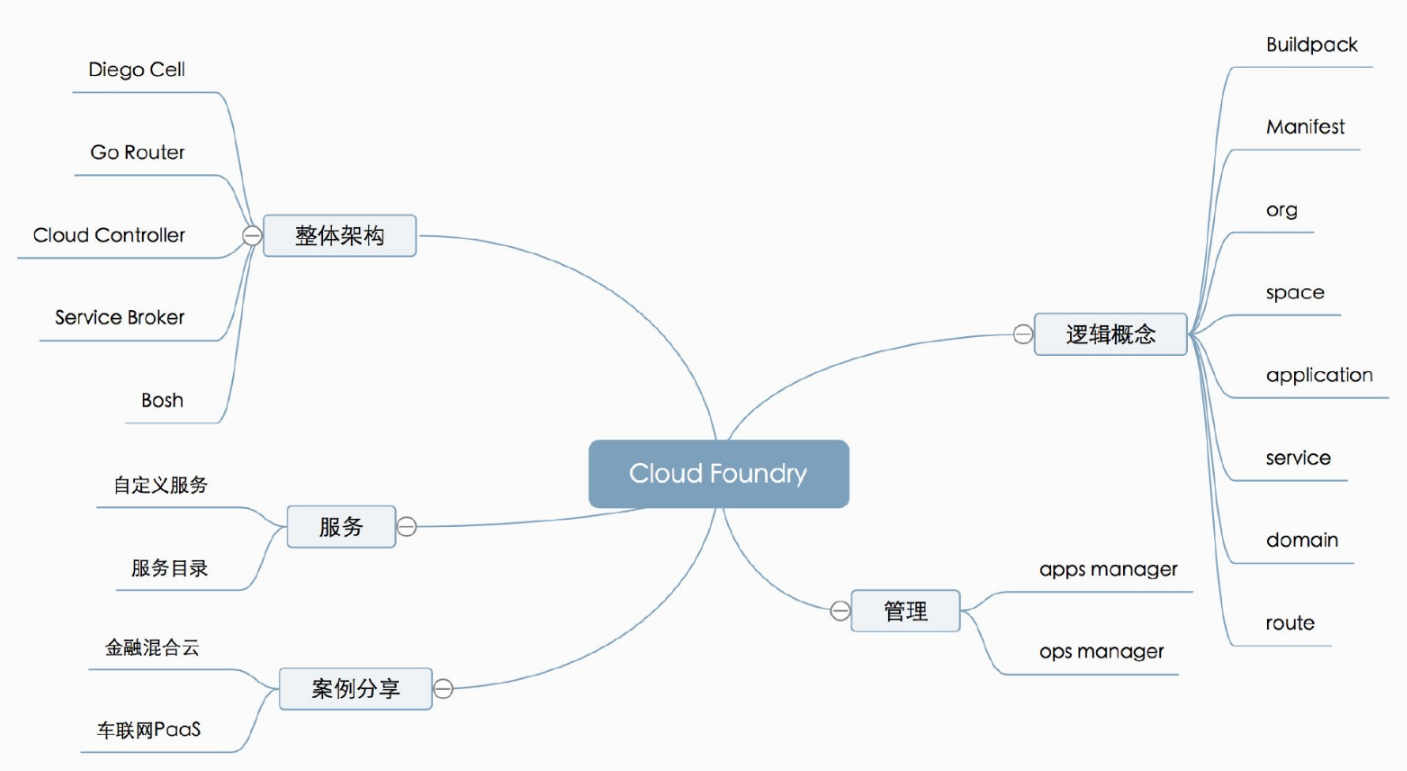 Cloud Foundry
整体架构
Diego Cell
Go Router
Cloud Controller
Service Broker
Bosh
服务
自定义服务
服务目录
案例分享
金融混合云
车联网PaaS
逻辑概念
Buildpack
Manifest
org
space
application
service
domain
route
管理
apps manager
ops manager